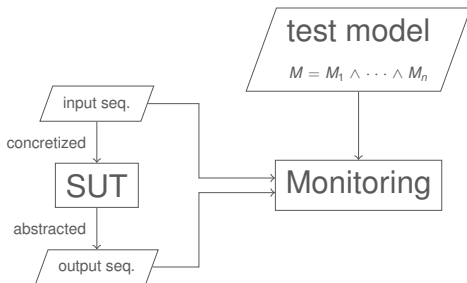 test model
M = M₁ ∧ ··· ∧ Mₙ
input seq.
concretized
SUT
Monitoring
abstracted
output seq.